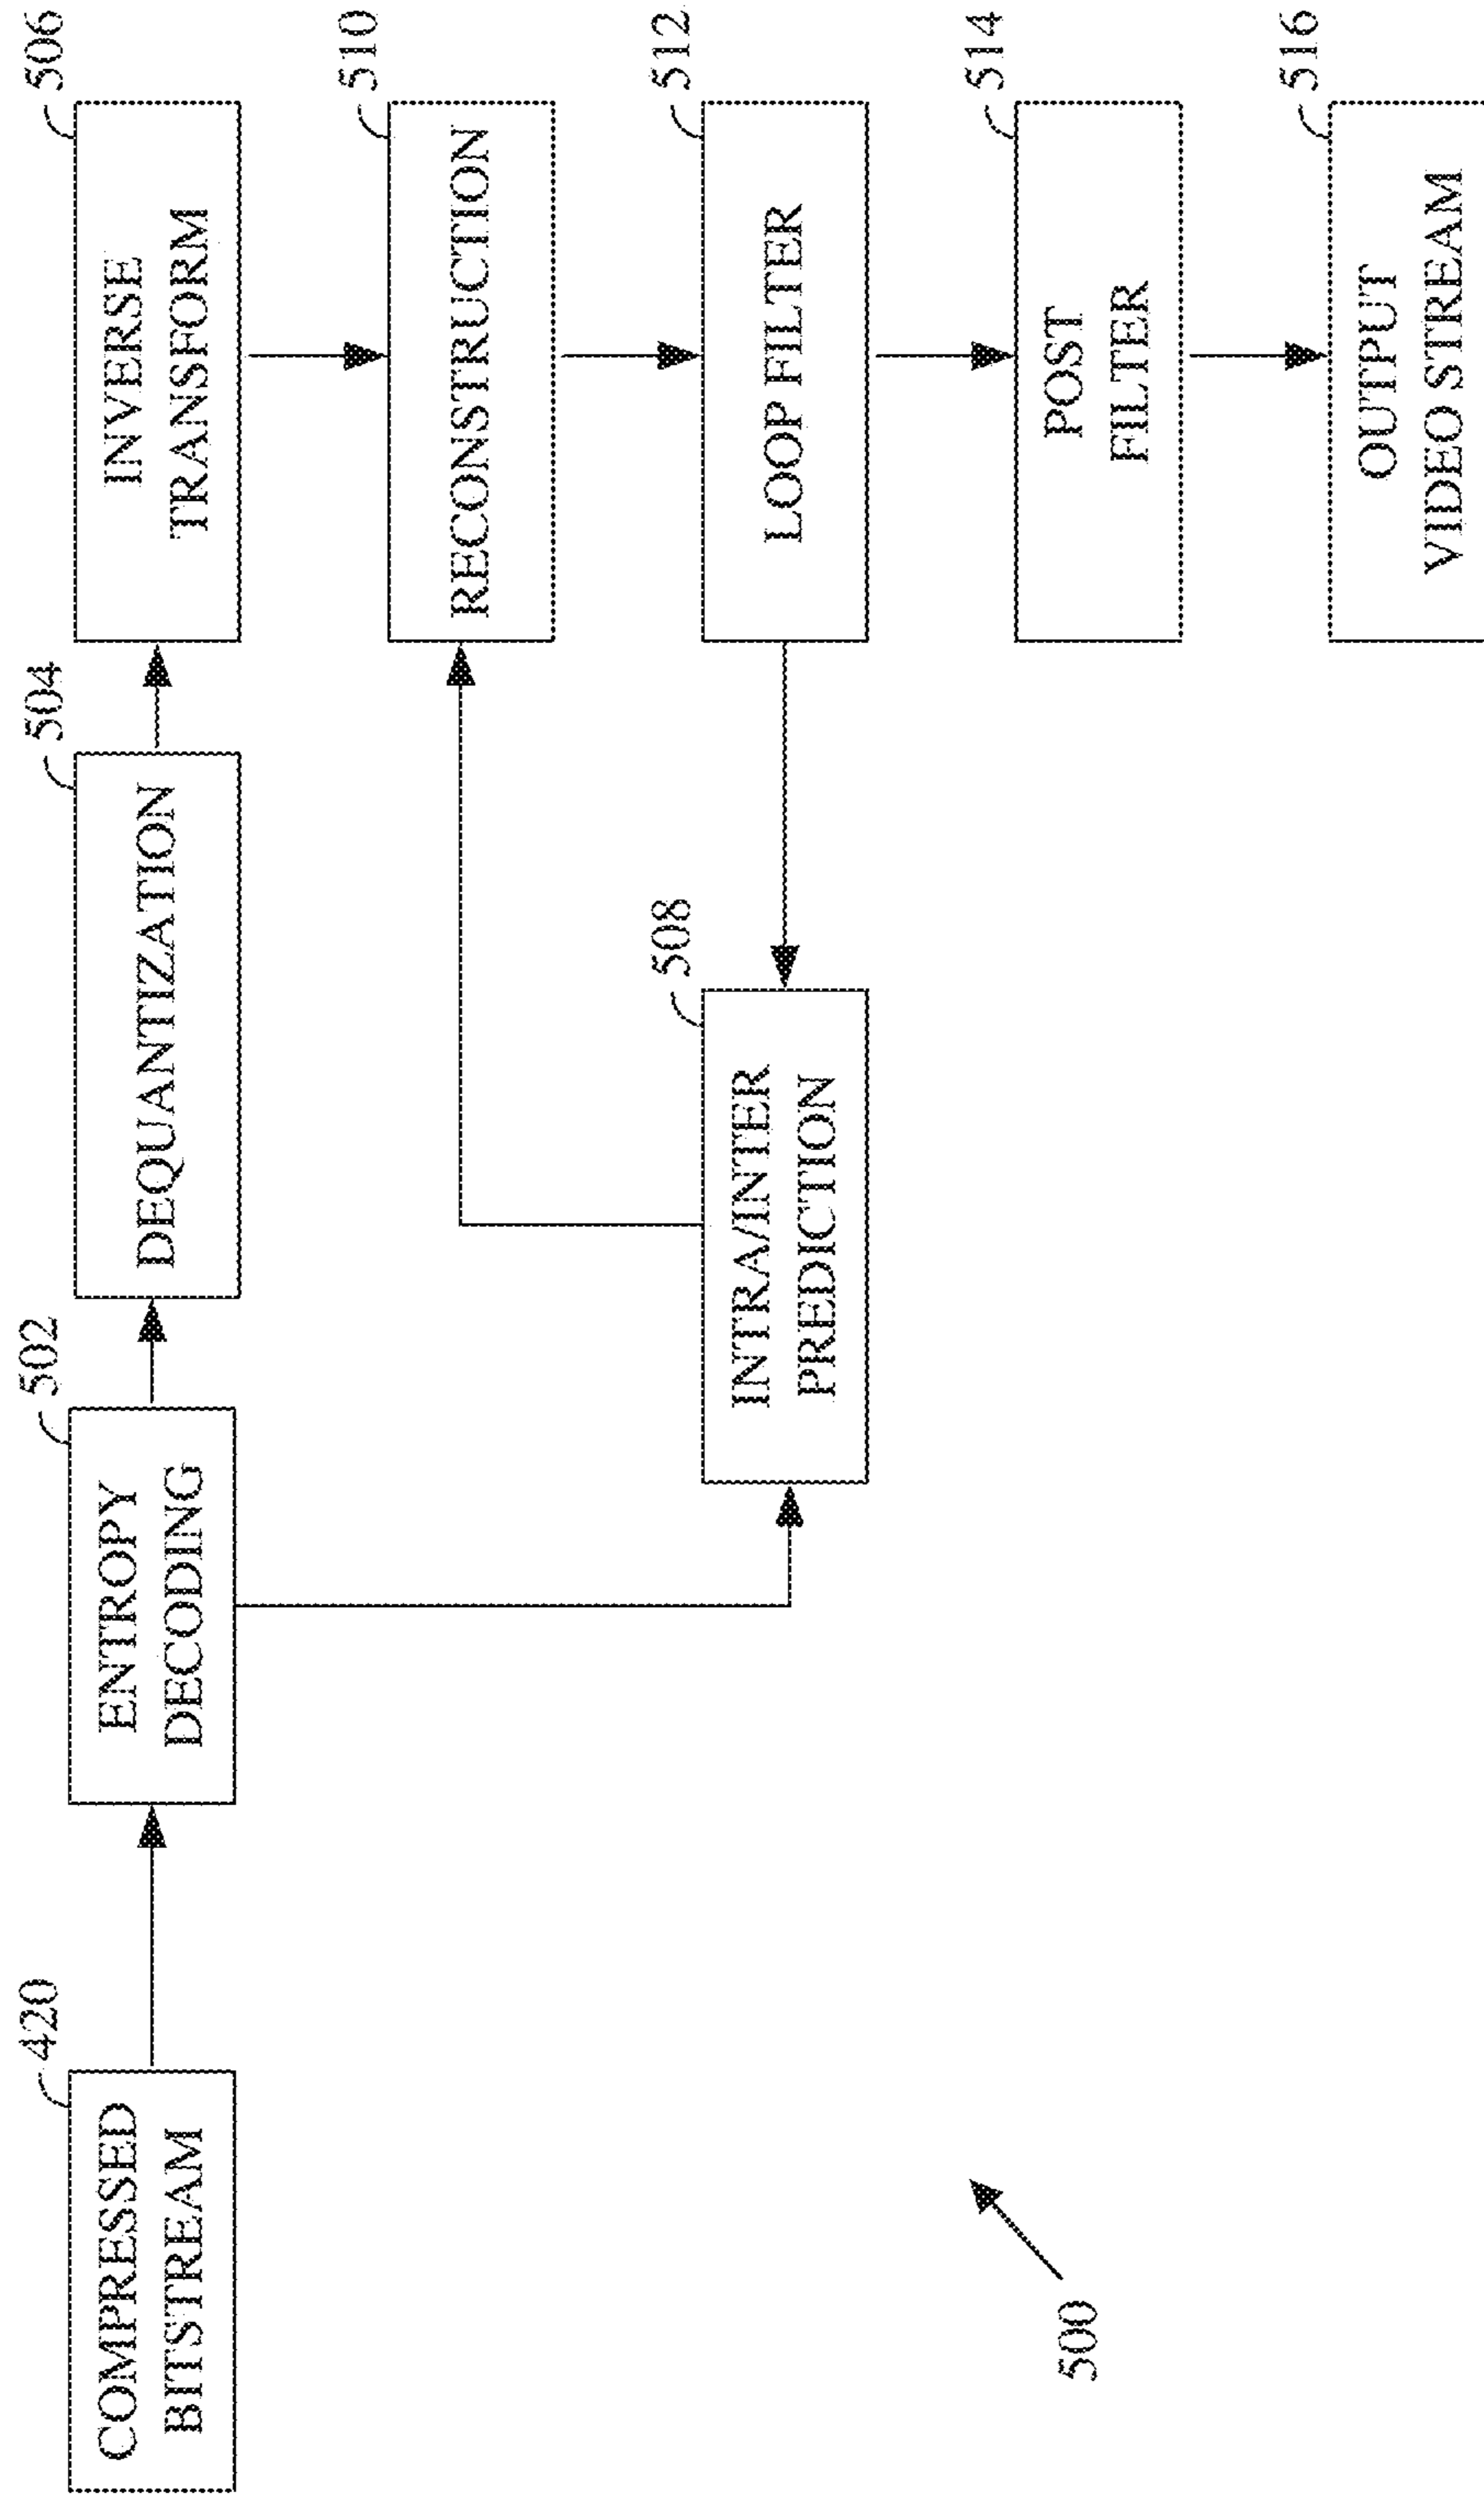 420
COMPRESSED
BITSTREAM
502
ENTROPY
DECODING
504
DEQUANTIZATION
506
INVERSE
TRANSFORM
508
INTRA/INTER
PREDICTION
510
RECONSTRUCTION
512
LOOP FILTER
514
POST
FILTER
516
OUTPUT
VIDEO STREAM
500